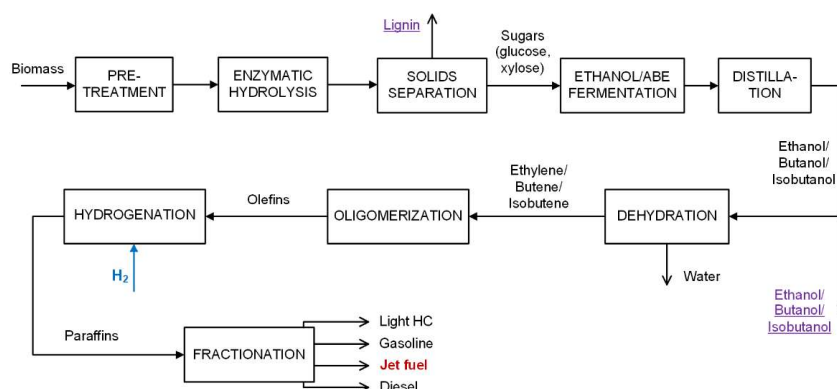 Lignin
Sugars
(glucose,
xylose)
Biomass
PRE-
TREATMENT
ENZYMATIC
HYDROLYSIS
SOLIDS
SEPARATION
ETHANOL/ABE
FERMENTATION
DISTILLA-
TION
Ethanol/
Butanol/
Isobutanol
Ethylene/
Butene/
Isobutene
Olefins
HYDROGENATION
OLIGOMERIZATION
DEHYDRATION
H2
Water
Ethanol/
Butanol/
Isobutanol
Paraffins
FRACTIONATION
Light HC
Gasoline
Jet fuel
Diesel